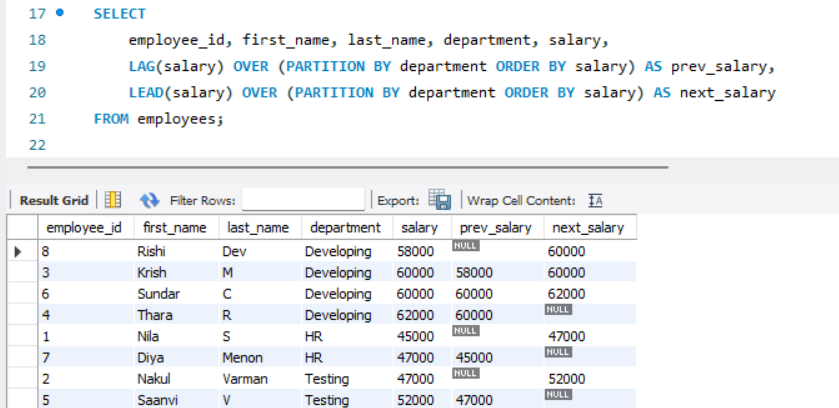 17 SELECT
18 employee_id, first_name, last_name, department, salary,
19 LAG(salary) OVER (PARTITION BY department ORDER BY salary) AS prev_salary,
20 LEAD(salary) OVER (PARTITION BY department ORDER BY salary) AS next_salary
21 FROM employees;
22
Result Grid Filter Rows: Export: Wrap Cell Content: IA
employee_id first_name last_name department salary prev_salary next_salary
8 Rishi Dev Developing 58000 NULL 60000
3 Krish M Developing 60000 58000 60000
6 Sundar C Developing 60000 60000 62000
4 Thara R Developing 62000 60000 NULL
1 Nila S HR 45000 NULL 47000
7 Diya Menon HR 47000 45000 NULL
2 Nakul Varman Testing 47000 NULL 52000
5 Saanvi V Testing 52000 47000 NULL